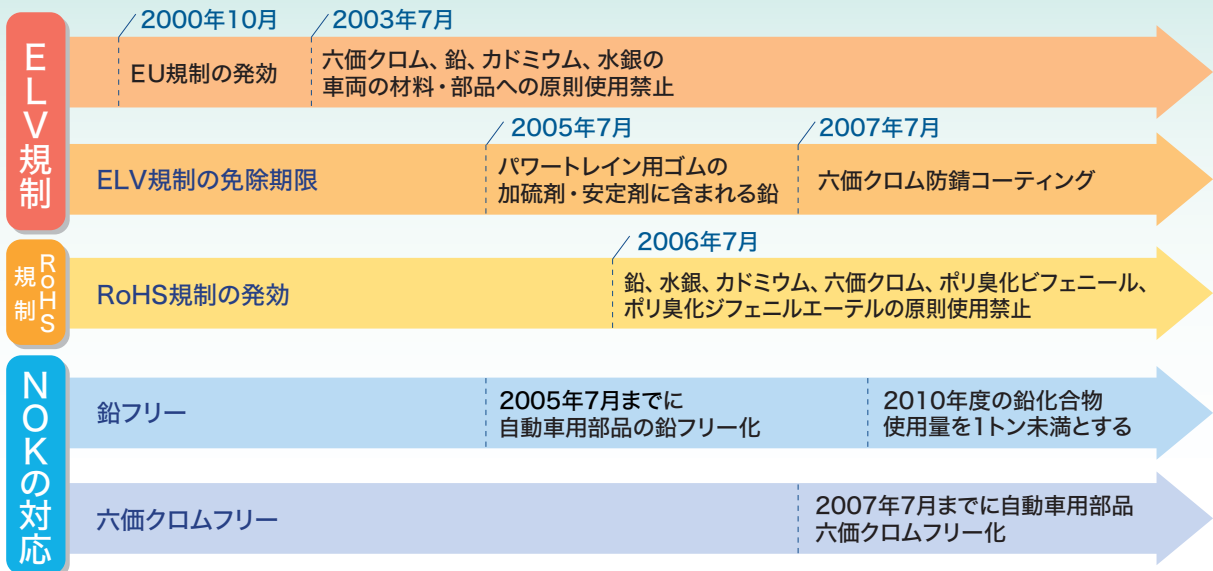 ELV規制
2000年10月
EU規制の発効
2003年7月
六価クロム、鉛、カドミウム、水銀の
車両の材料・部品への原則使用禁止
ELV規制の免除期限
2005年7月
パワートレイン用ゴムの
加硫剤・安定剤に含まれる鉛
2007年7月
六価クロム防錆コーティング
RoHS
規制
RoHS規制の発効
2006年7月
鉛、水銀、カドミウム、六価クロム、ポリ臭化ビフェニール、
ポリ臭化ジフェニルエーテルの原則使用禁止
NOKの対応
鉛フリー
2005年7月までに
自動車用部品の鉛フリー化
2010年度の鉛化合物
使用量を1トン未満とする
六価クロムフリー
2007年7月までに自動車用部品
六価クロムフリー化